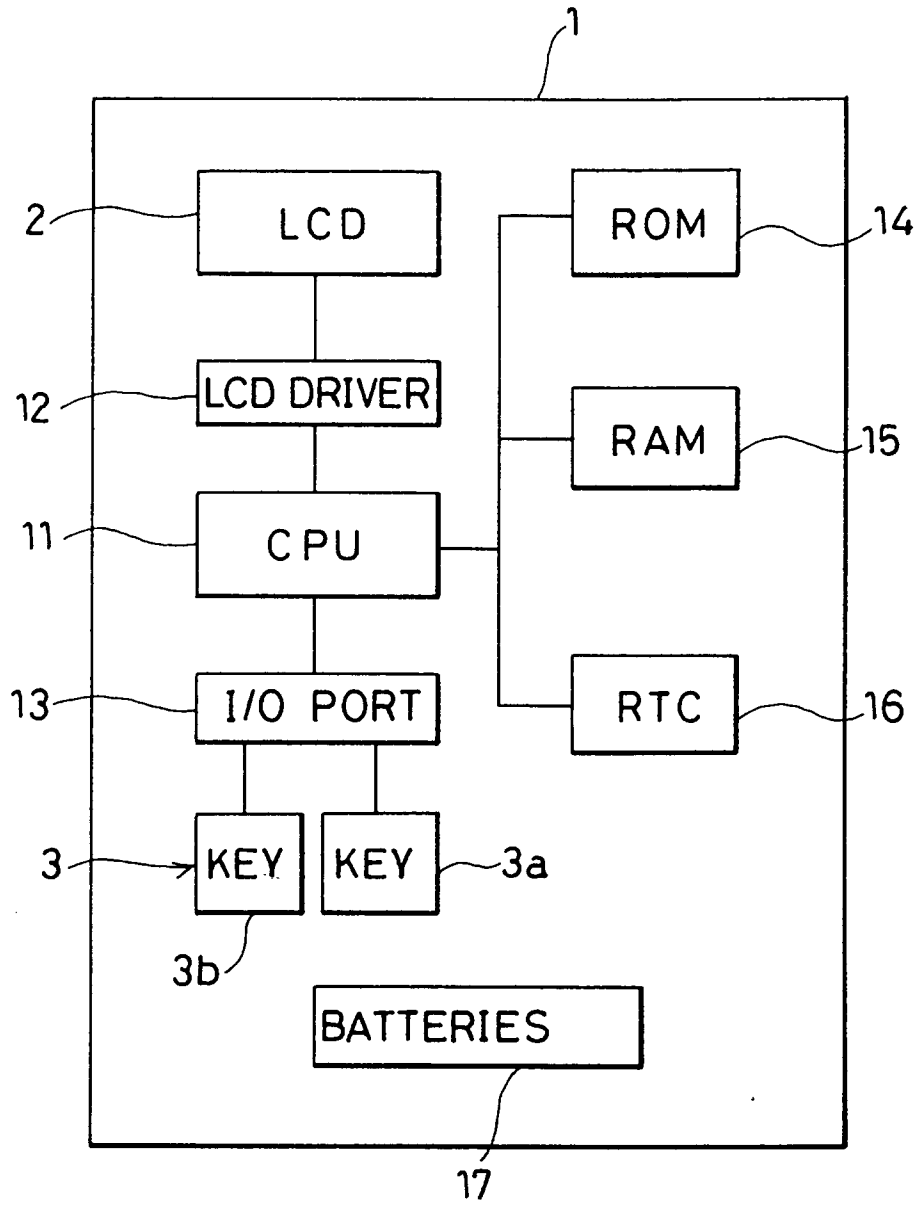 1
2
LCD
ROM
14
12
LCD DRIVER
RAM
15
11
CPU
13
I/O PORT
RTC
16
3
KEY
KEY
3a
3b
BATTERIES
17